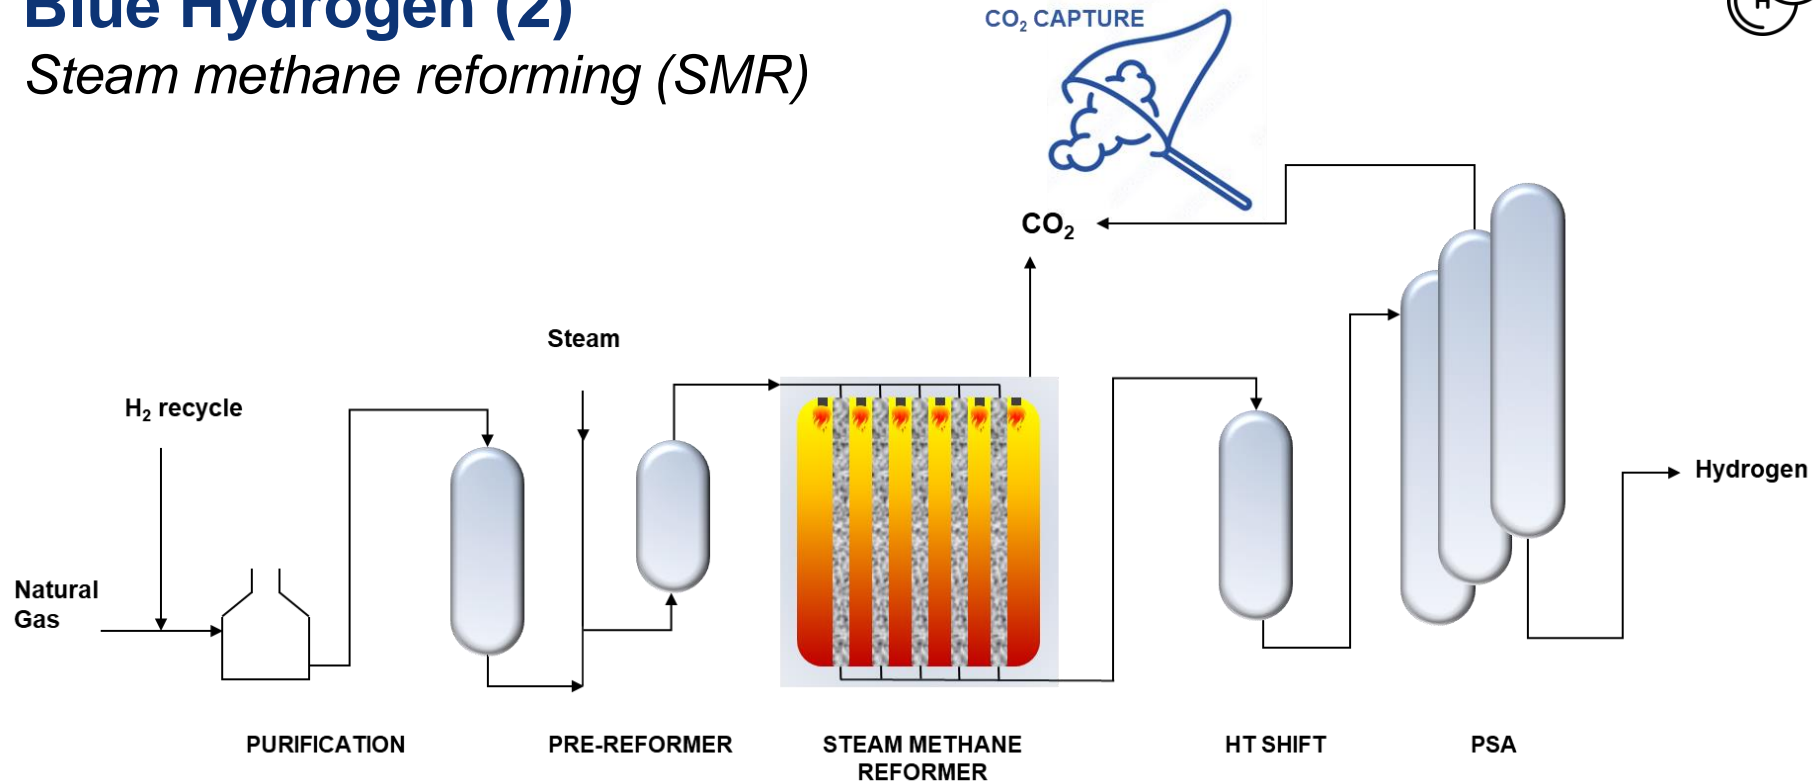 Blue Hydrogen (2)
Steam methane reforming (SMR)
CO₂ CAPTURE
H
CO₂
Steam
H₂ recycle
Natural
Gas
Hydrogen
PURIFICATION
PRE-REFORMER
STEAM METHANE
REFORMER
HT SHIFT
PSA